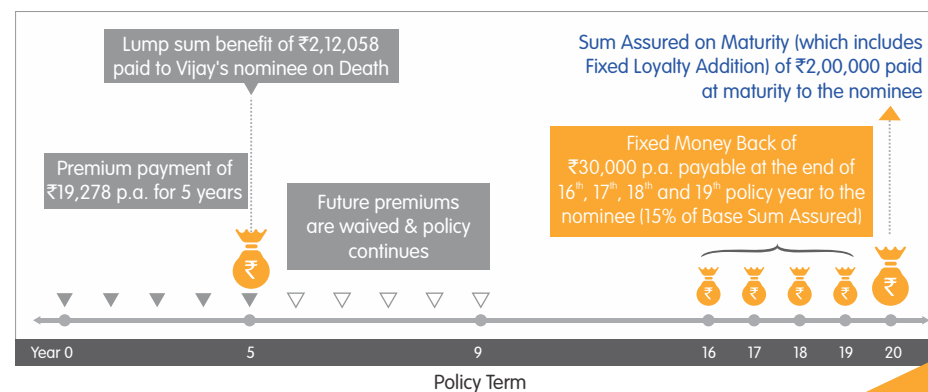 Lump sum benefit of ₹2,12,058
paid to Vijay's nominee on Death
Sum Assured on Maturity (which includes
Fixed Loyalty Addition) of ₹2,00,000 paid
at maturity to the nominee
Premium payment of
₹19,278 p.a. for 5 years
Future premiums
are waived & policy
continues
Fixed Money Back of
₹30,000 p.a. payable at the end of
16th, 17th, 18th and 19th policy year to the
nominee (15% of Base Sum Assured)
₹
₹ ₹ ₹ ₹ ₹
Year 0 5 9 16 17 18 19 20
Policy Term